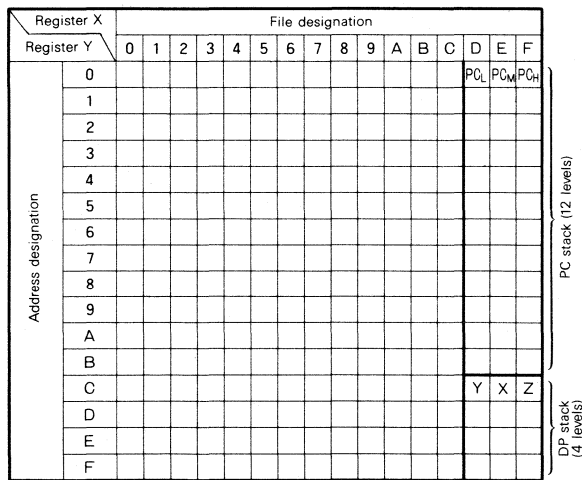 Register X File designation
Register Y 0 1 2 3 4 5 6 7 8 9 A B C D E F
0 PCL PCM PCH
1
2
3
4
5
6
7
8
9
A
B
C Y X Z
D
E
F
Address designation
PC stack (12 levels)
DP stack
(4 levels)